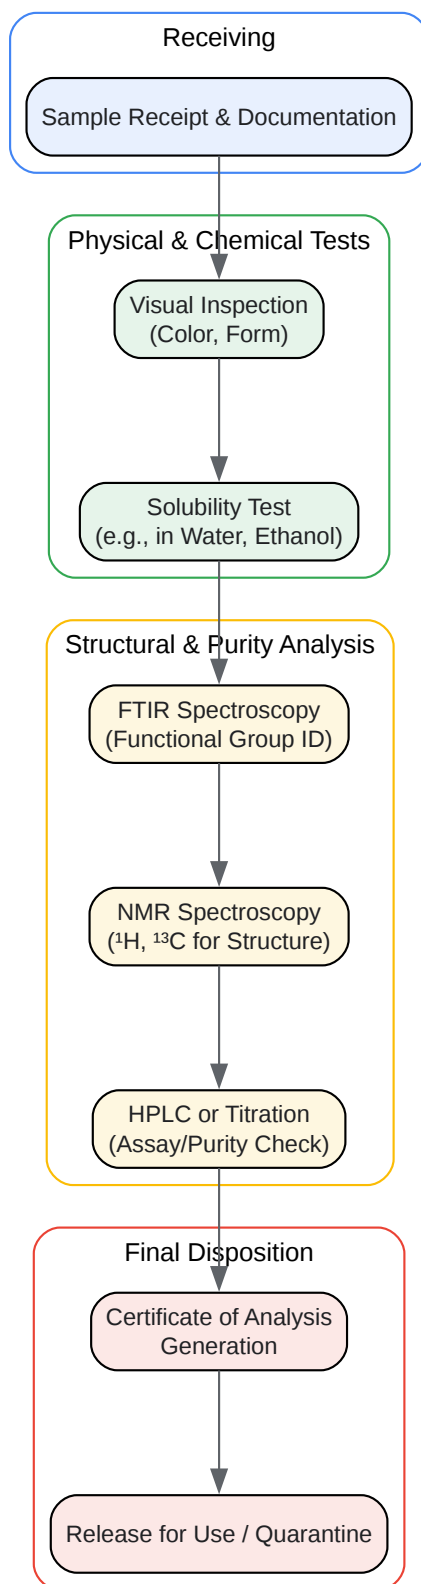 Receiving
Sample Receipt & Documentation
Physical & Chemical Tests
Visual Inspection
(Color, Form)
Solubility Test
(e.g., in Water, Ethanol)
Structural & Purity Analysis
FTIR Spectroscopy
(Functional Group ID)
NMR Spectroscopy
(¹H, ¹³C for Structure)
HPLC or Titration
(Assay/Purity Check)
Final Disposition
Certificate of Analysis
Generation
Release for Use / Quarantine